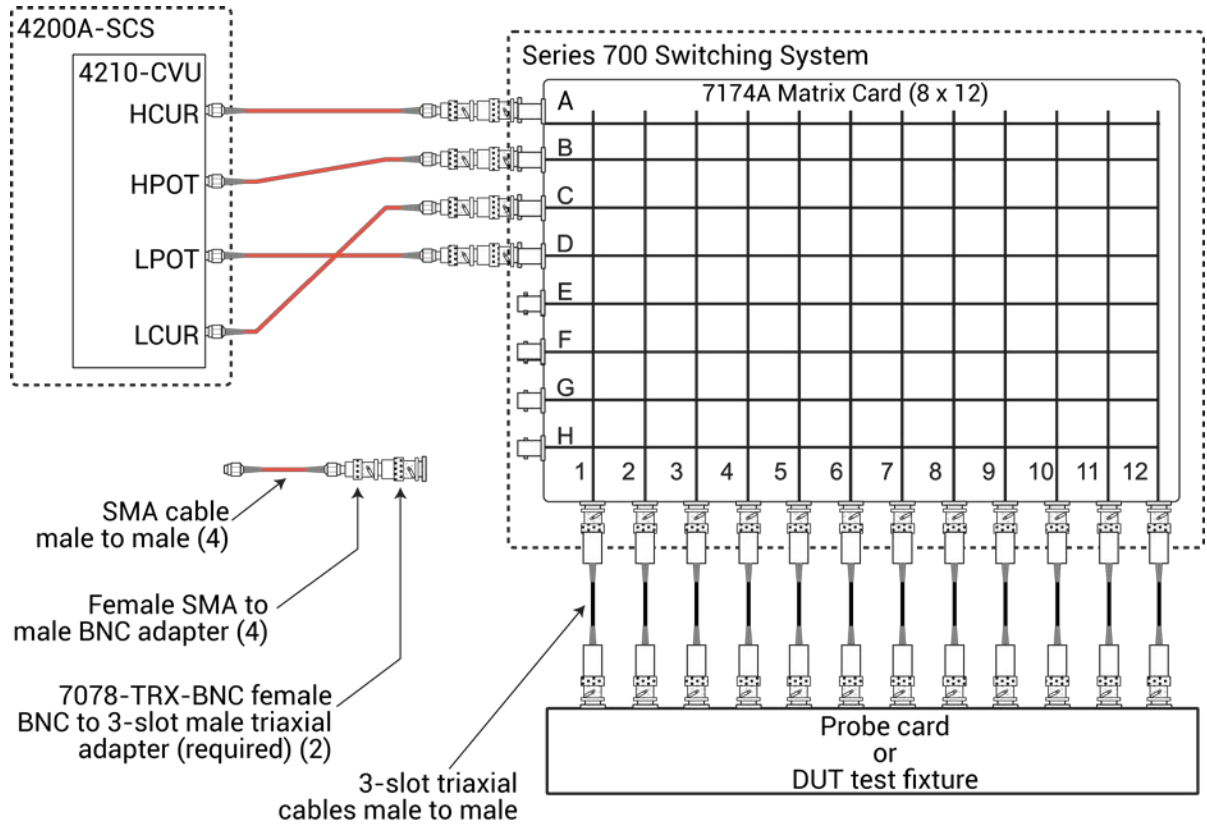 4200A-SCS
4210-CVU
HCUR
HPOT
LPOT
LCUR
Series 700 Switching System
7174A Matrix Card (8 x 12)
A
B
C
D
E
F
G
H
1 2 3 4 5 6 7 8 9 10 11 12
SMA cable
male to male (4)
Female SMA to
male BNC adapter (4)
7078-TRX-BNC female
BNC to 3-slot male triaxial
adapter (required) (2)
3-slot triaxial
cables male to male
Probe card
or
DUT test fixture